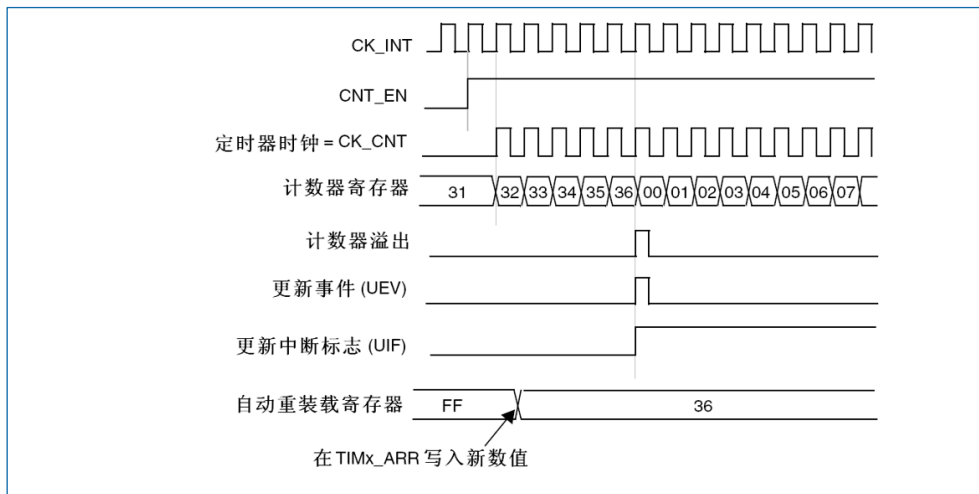 CK_INT
CNT_EN
定时器时钟 = CK_CNT
计数器寄存器 31 32 33 34 35 36 00 01 02 03 04 05 06 07
计数器溢出
更新事件 (UEV)
更新中断标志 (UIF)
自动重装载寄存器 FF 36
在 TIMx_ARR 写入新数值